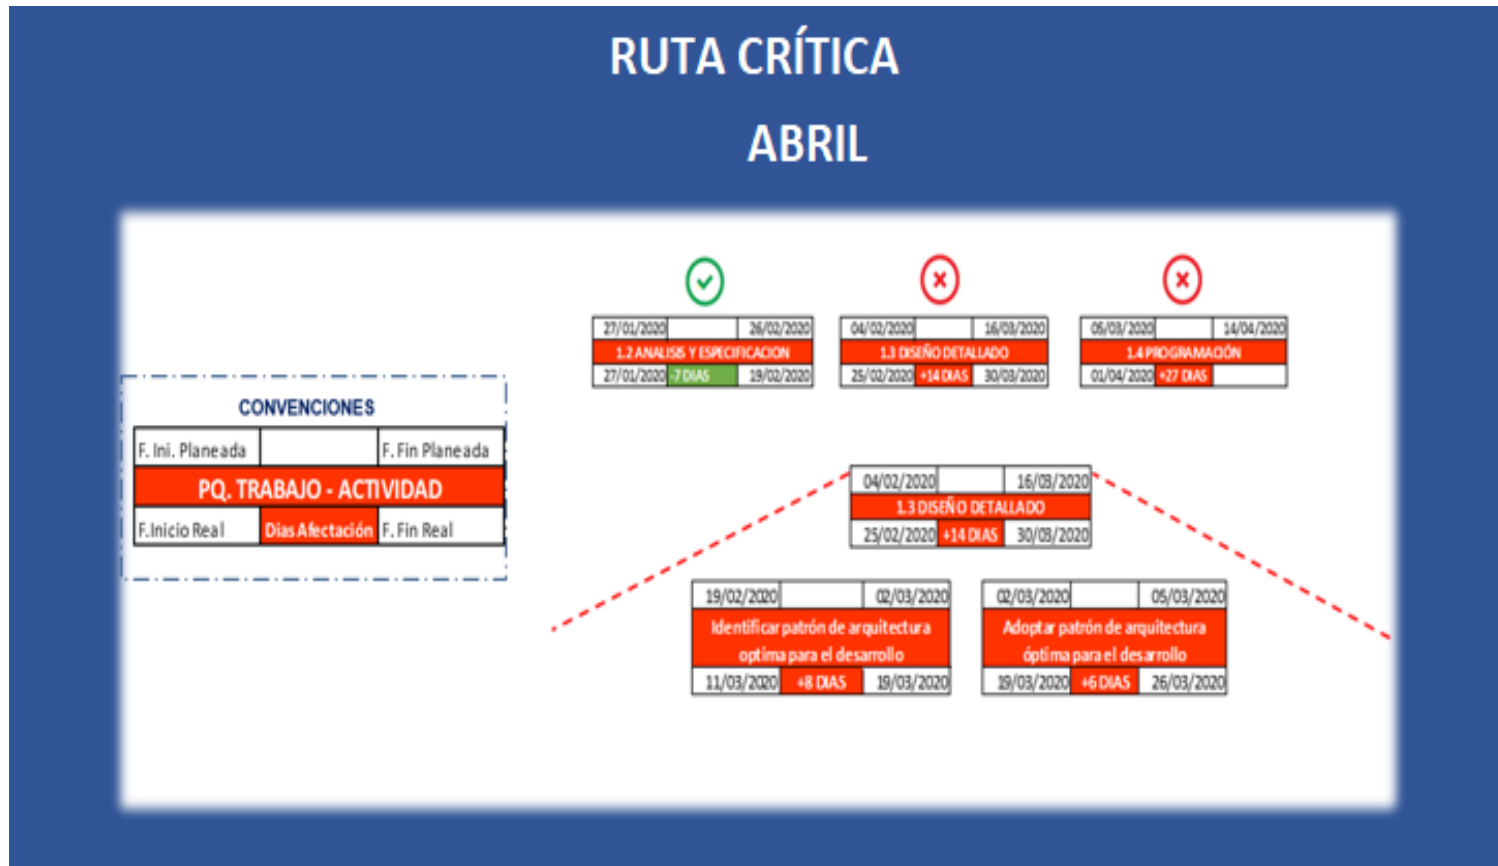 RUTA CRÍTICA
ABRIL
27/01/2020 26/02/2020
1.2 ANALISIS Y ESPECIFICACION
27/01/2020 -7 DIAS 19/02/2020
04/02/2020 16/03/2020
1.3 DISEÑO DETALLADO
25/02/2020 +14 DIAS 30/03/2020
05/03/2020 14/04/2020
1.4 PROGRAMACIÓN
01/04/2020 +27 DIAS
CONVENCIONES
F. Ini. Planeada F. Fin Planeada
PQ. TRABAJO - ACTIVIDAD
F.Inicio Real Dias Afectación F. Fin Real
04/02/2020 16/03/2020
1.3 DISEÑO DETALLADO
25/02/2020 +14 DIAS 30/03/2020
19/02/2020 02/03/2020
Identificar patrón de arquitectura
optima para el desarrollo
11/03/2020 +8 DIAS 19/03/2020
02/03/2020 05/03/2020
Adoptar patrón de arquitectura
óptima para el desarrollo
19/03/2020 +6 DIAS 26/03/2020